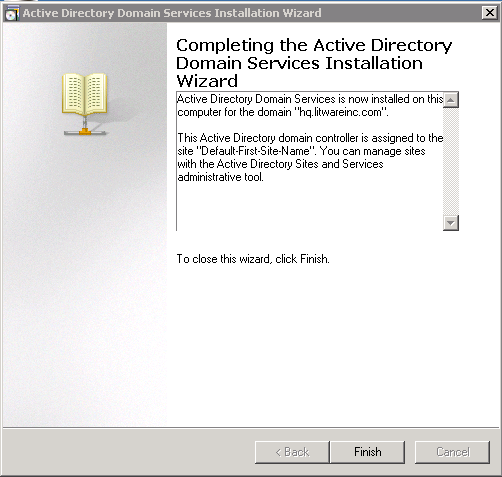 Active Directory Domain Services Installation Wizard
Completing the Active Directory
Domain Services Installation
Wizard
Active Directory Domain Services is now installed on this
computer for the domain "hq.litwareinc.com".
This Active Directory domain controller is assigned to the
site "Default-First-Site-Name". You can manage sites
with the Active Directory Sites and Services
administrative tool.
To close this wizard, click Finish.
< Back Finish Cancel